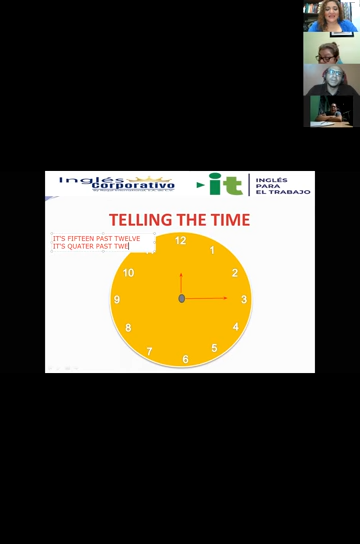 Inglés
Corporativo
it
INGLÉS
PARA
EL TRABAJO
TELLING THE TIME
IT'S FIFTEEN PAST TWELVE
IT'S QUATER PAST TWE
12
1
2
3
4
5
6
7
8
9
10